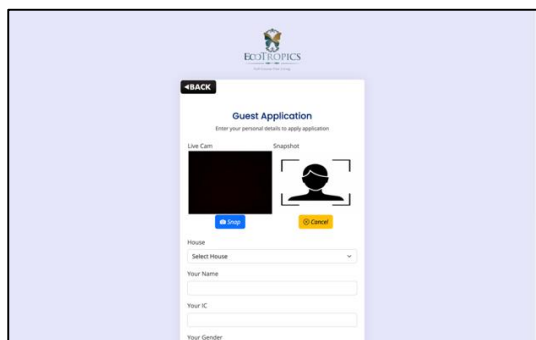 ECOTROPICS
◄BACK
Guest Application
Enter your personal details to apply application
Live Cam Snapshot
Snap Cancel
House
Select House
Your Name
Your IC
Your Gender